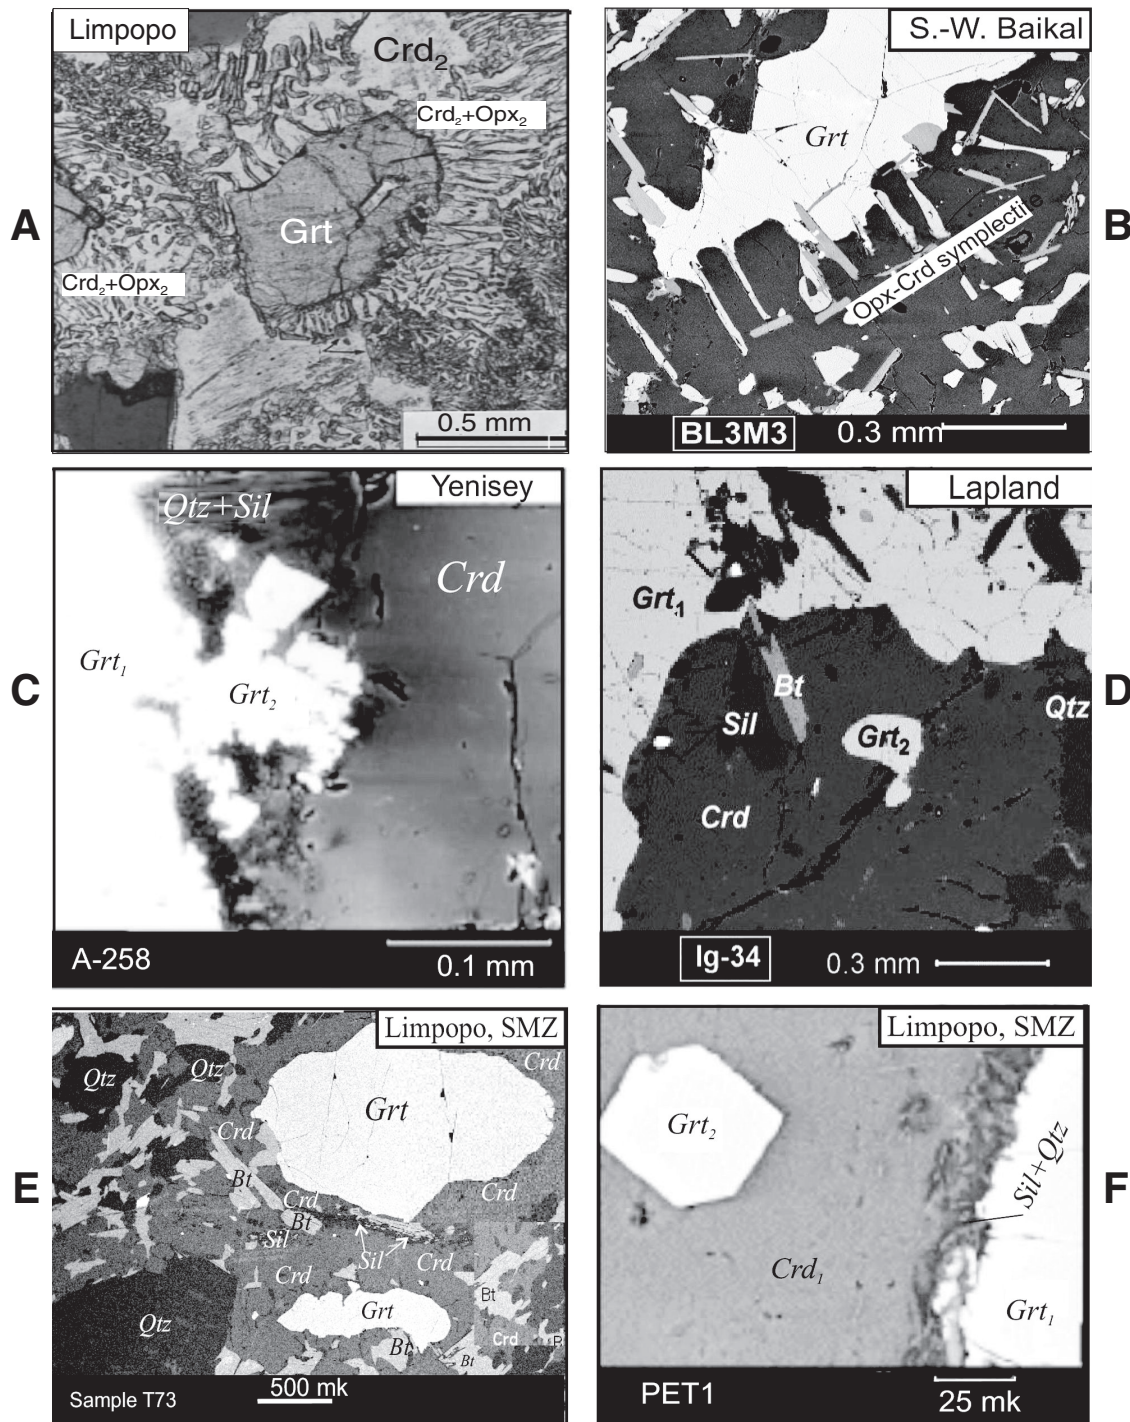 A
Limpopo
Crd₂
Crd₂+Opx₂
Grt
Crd₂+Opx₂
0.5 mm
B
S.-W. Baikal
Grt
Opx-Crd symplectite
BL3M3
0.3 mm
C
Yenisey
Qtz+Sil
Crd
Grt₁
Grt₂
A-258
0.1 mm
D
Lapland
Grt₁
Bt
Sil
Qtz
Grt₂
Crd
Ig-34
0.3 mm
E
Limpopo, SMZ
Qtz
Qtz
Crd
Grt
Crd
Bt
Crd
Crd
Bt
Sil
Sil
Crd
Crd
Bt
Grt
Qtz
Crd
Bt
Bt
500 mk
Sample T73
F
Limpopo, SMZ
Grt₂
Sil+Qtz
Crd₁
Grt₁
PET1
25 mk